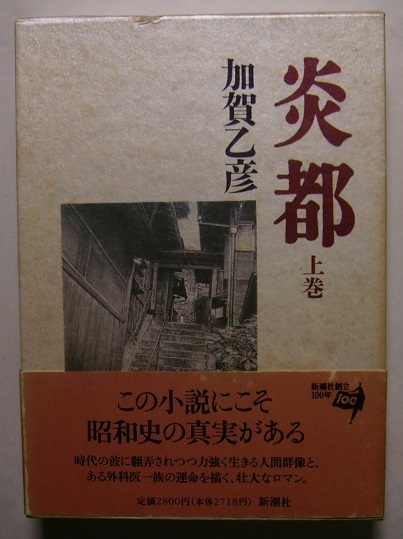 炎都
上巻
加賀乙彦
新潮社創立
100年
100
この小説にこそ
昭和史の真実がある
時代の波に翻弄されつつ力強く生きる人間群像と、
ある外科医一族の運命を描く、壮大なロマン。
定価2800円(本体2718円) 新潮社